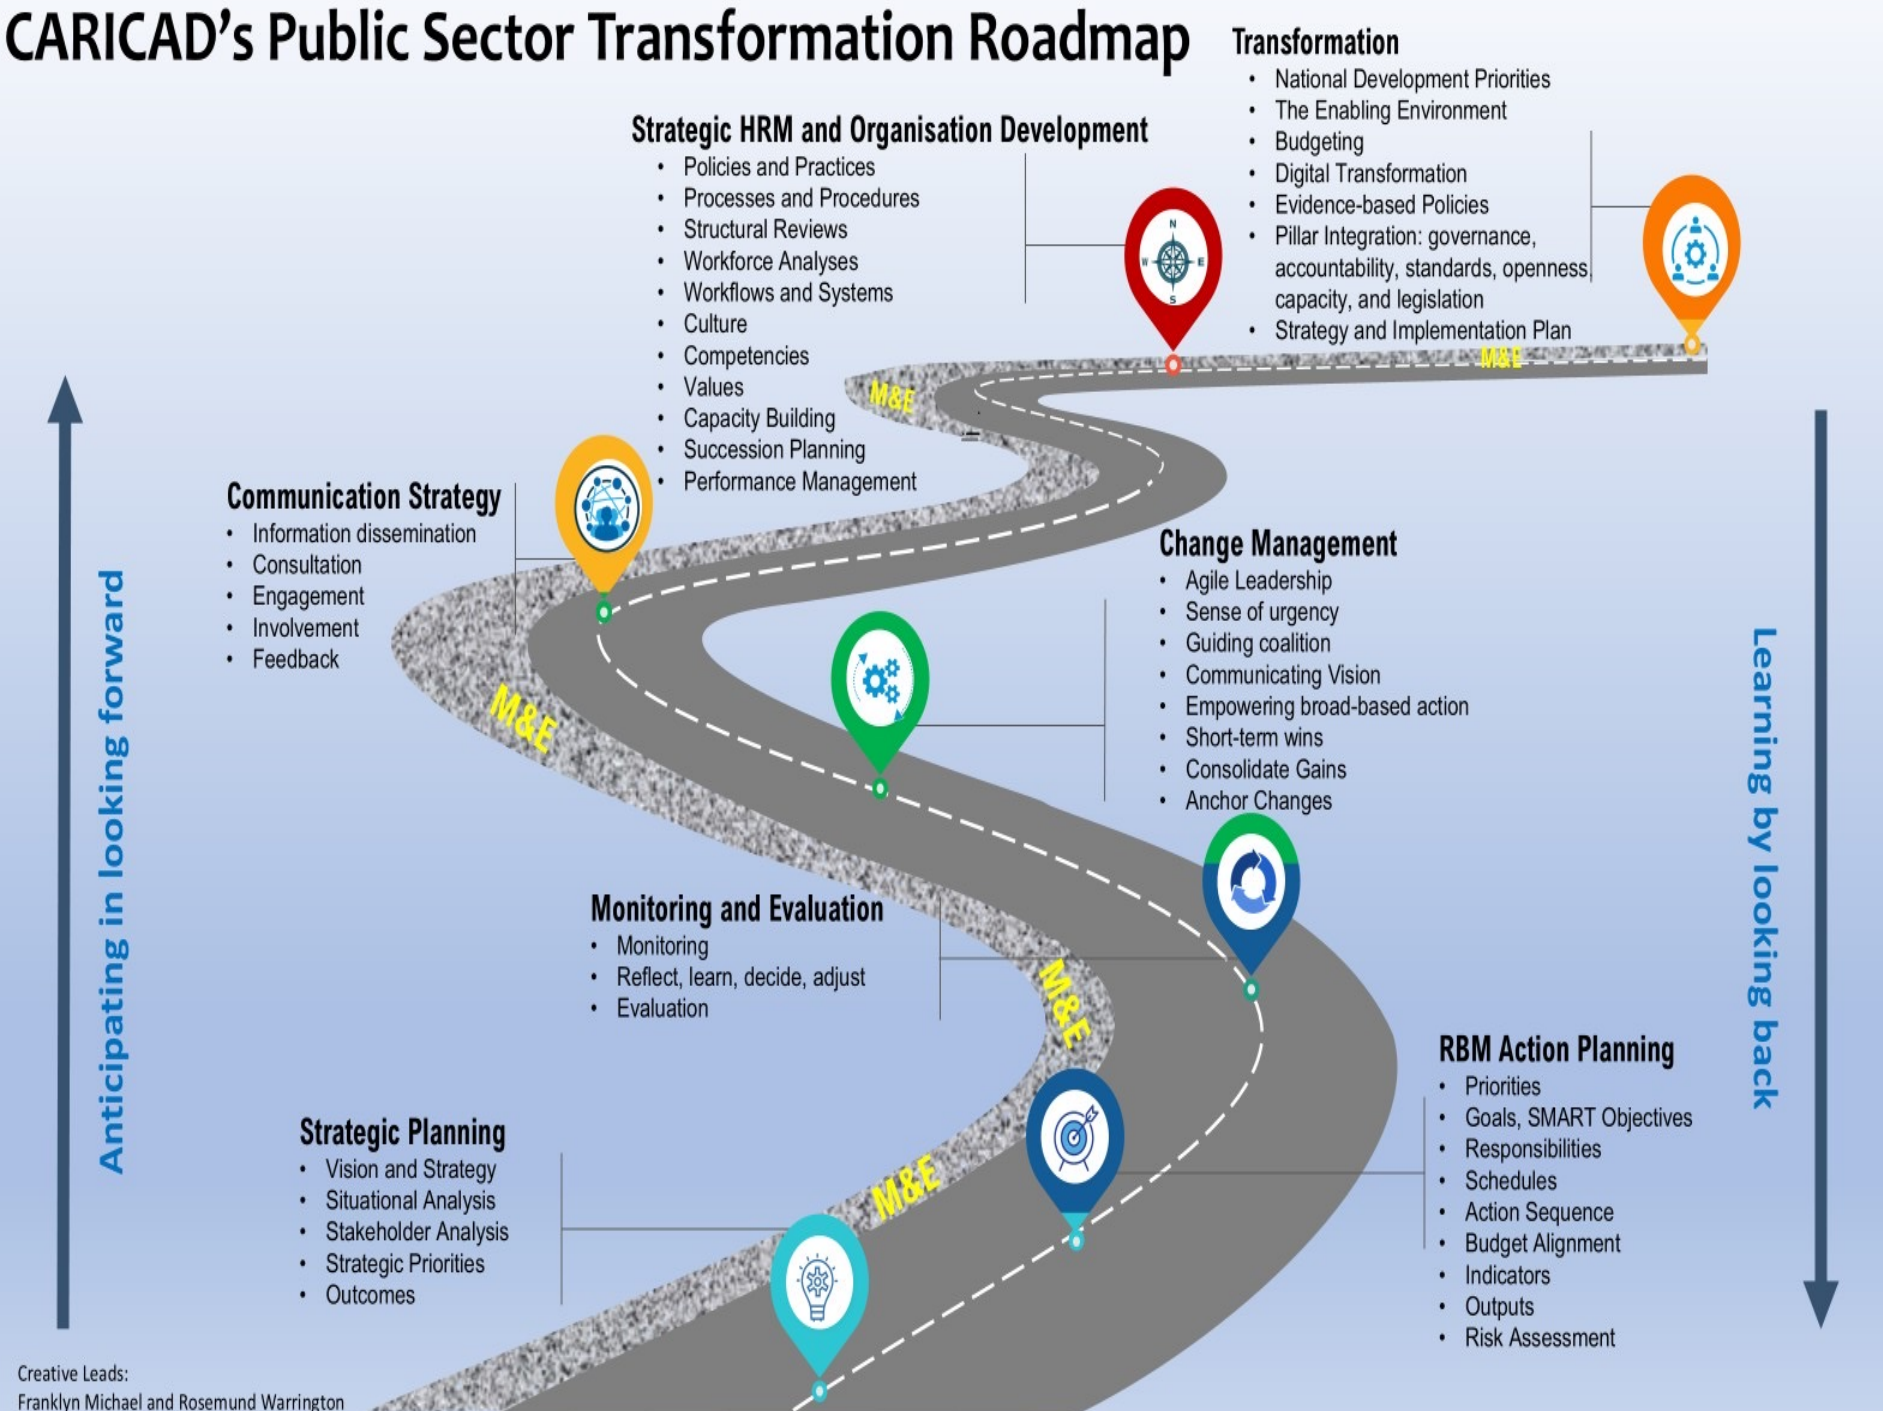 CARICAD's Public Sector Transformation Roadmap
Transformation
• National Development Priorities
• The Enabling Environment
• Budgeting
• Digital Transformation
• Evidence-based Policies
• Pillar Integration: governance,
accountability, standards, openness,
capacity, and legislation
• Strategy and Implementation Plan
Strategic HRM and Organisation Development
• Policies and Practices
• Processes and Procedures
• Structural Reviews
• Workforce Analyses
• Workflows and Systems
• Culture
• Competencies
• Values
• Capacity Building
• Succession Planning
• Performance Management
N
W E
S
M&E
M&E
Communication Strategy
• Information dissemination
• Consultation
• Engagement
• Involvement
• Feedback
Change Management
• Agile Leadership
• Sense of urgency
• Guiding coalition
• Communicating Vision
• Empowering broad-based action
• Short-term wins
• Consolidate Gains
• Anchor Changes
M&E
Anticipating in looking forward
Learning by looking back
Monitoring and Evaluation
• Monitoring
• Reflect, learn, decide, adjust
• Evaluation
M&E
RBM Action Planning
• Priorities
• Goals, SMART Objectives
• Responsibilities
• Schedules
• Action Sequence
• Budget Alignment
• Indicators
• Outputs
• Risk Assessment
Strategic Planning
• Vision and Strategy
• Situational Analysis
• Stakeholder Analysis
• Strategic Priorities
• Outcomes
M&E
Creative Leads:
Franklyn Michael and Rosemund Warrington